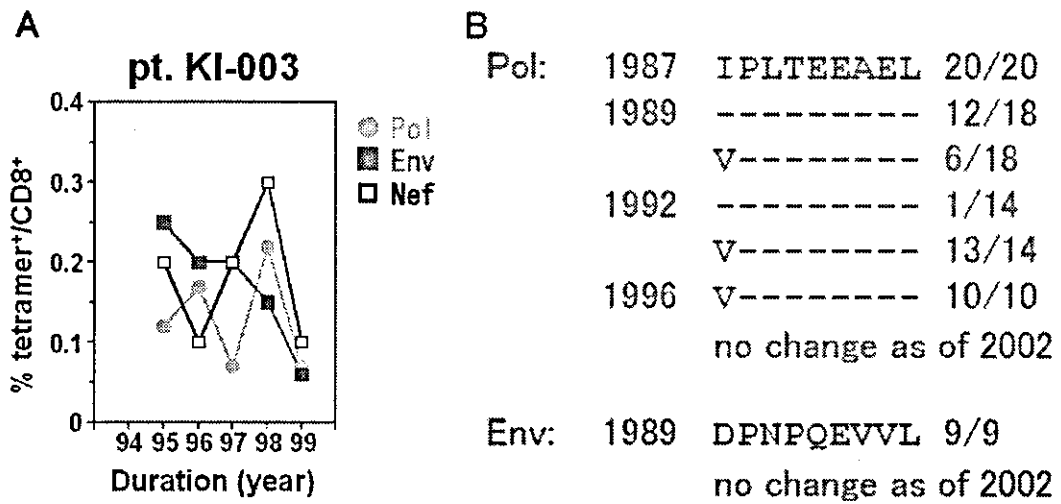 A
pt. KI-003
% tetramer+/CD8+
0.4
0.3
0.2
0.1
0
94 95 96 97 98 99
Duration (year)
Pol
Env
Nef
B
Pol: 1987 IPLTEEAEL 20/20
1989 --------- 12/18
V-------- 6/18
1992 --------- 1/14
V-------- 13/14
1996 V-------- 10/10
no change as of 2002
Env: 1989 DPNPQEVVL 9/9
no change as of 2002